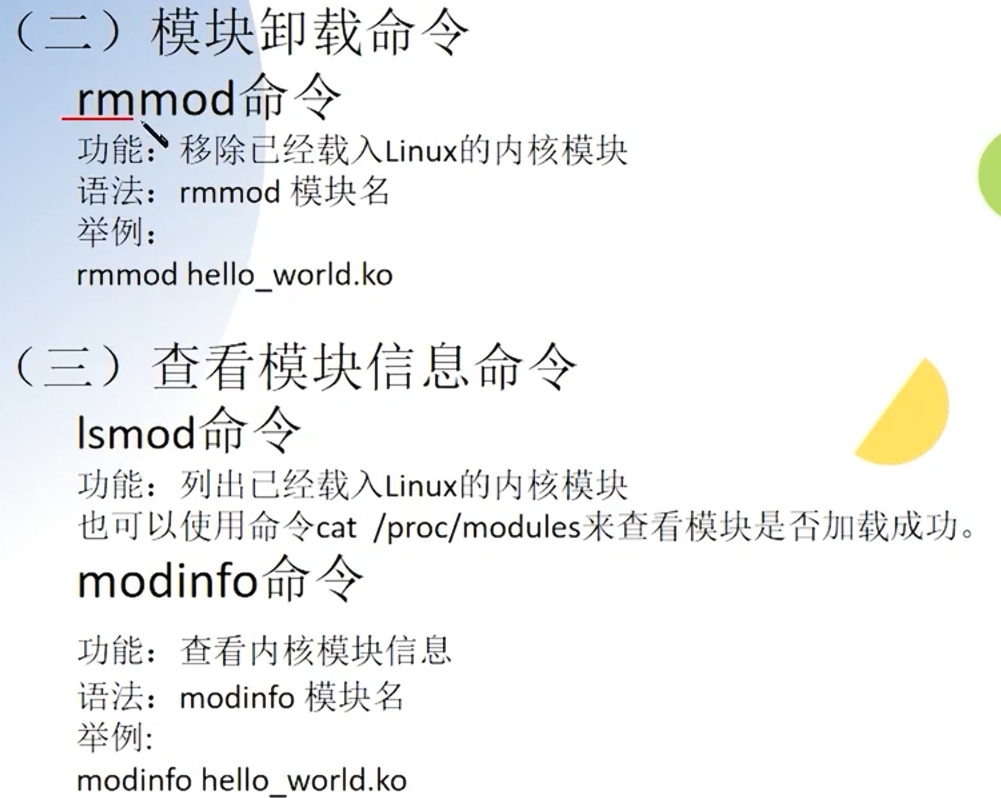 （二）模块卸载命令
rmmod命令
功能：移除已经载入Linux的内核模块
语法：rmmod 模块名
举例：
rmmod hello_world.ko
（三）查看模块信息命令
lsmod命令
功能：列出已经载入Linux的内核模块
也可以使用命令cat /proc/modules来查看模块是否加载成功。
modinfo命令
功能：查看内核模块信息
语法：modinfo 模块名
举例:
modinfo hello_world.ko